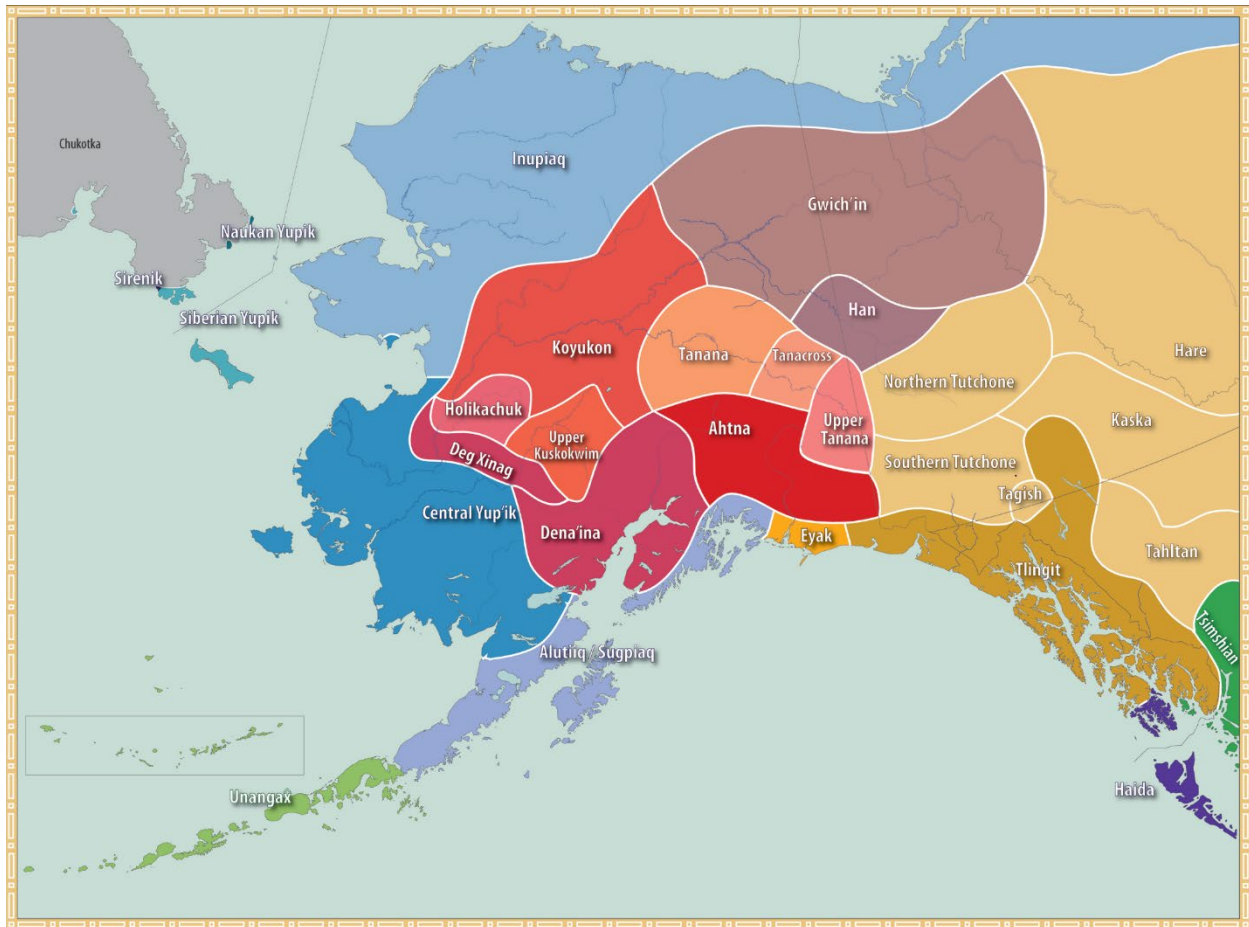 Chukotka
Inupiaq
Gwich'in
Naukan Yupik
Sirenik
Siberian Yupik
Han
Koyukon
Tanana
Tanacross
Hare
Northern Tutchone
Holikachuk
Kaska
Upper
Kuskokwim
Ahtna
Upper
Tanana
Deg Xinag
Southern Tutchone
Tagish
Central Yup'ik
Dena'ina
Eyak
Tahltan
Tlingit
Tsimshian
Alutiiq / Sugpiaq
Haida
Unangax̂